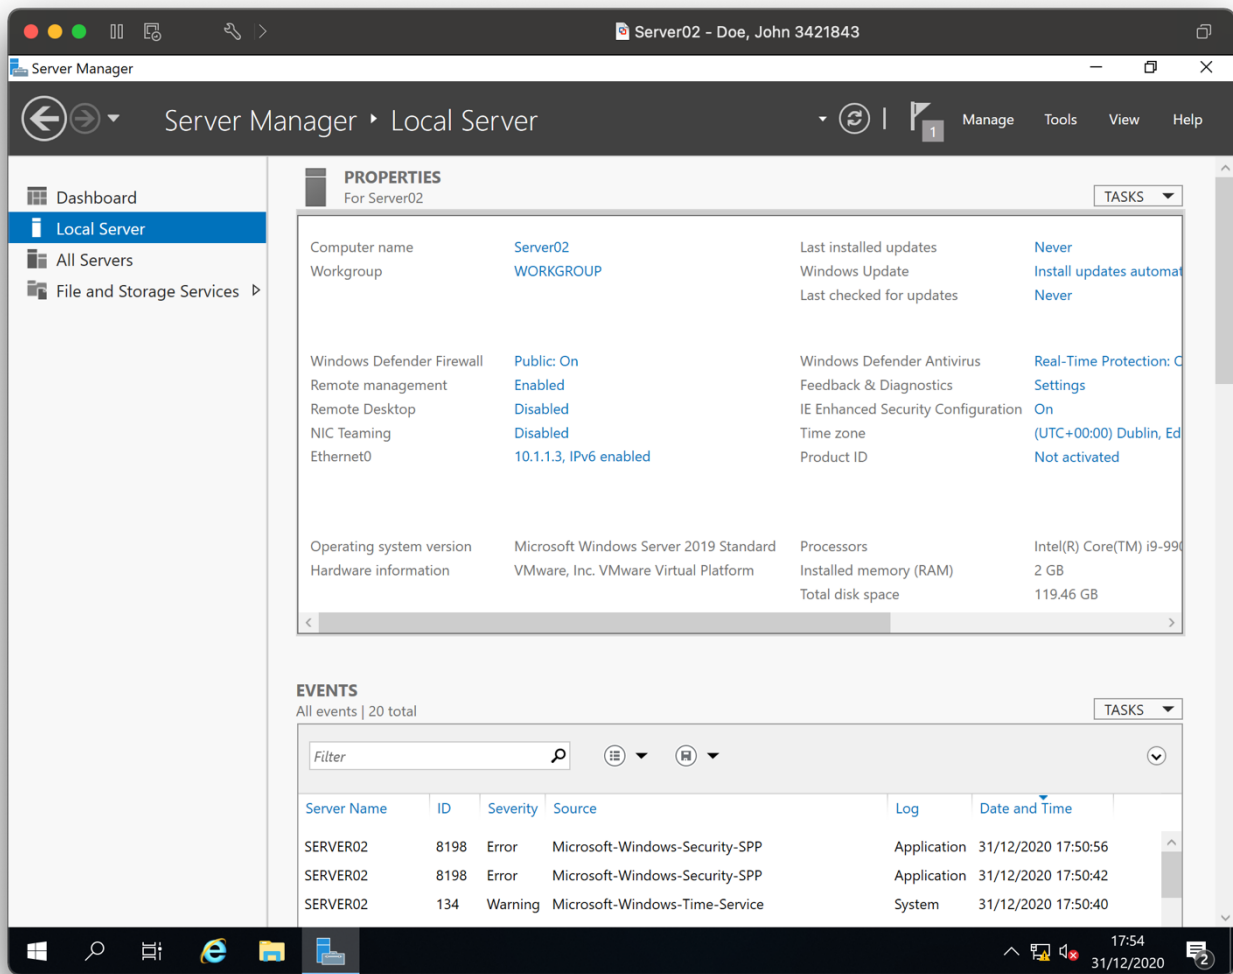 Server02 - Doe, John 3421843
Server Manager
Server Manager ‣ Local Server
1
Manage Tools View Help
Dashboard
Local Server
All Servers
File and Storage Services
PROPERTIES
For Server02
TASKS
Computer name Server02 Last installed updates Never
Workgroup WORKGROUP Windows Update Install updates automat
Last checked for updates Never
Windows Defender Firewall Public: On Windows Defender Antivirus Real-Time Protection: O
Remote management Enabled Feedback & Diagnostics Settings
Remote Desktop Disabled IE Enhanced Security Configuration On
NIC Teaming Disabled Time zone (UTC+00:00) Dublin, Ed
Ethernet0 10.1.1.3, IPv6 enabled Product ID Not activated
Operating system version Microsoft Windows Server 2019 Standard Processors Intel(R) Core(TM) i9-990
Hardware information VMware, Inc. VMware Virtual Platform Installed memory (RAM) 2 GB
Total disk space 119.46 GB
EVENTS
All events | 20 total
TASKS
Filter
Server Name ID Severity Source Log Date and Time
SERVER02 8198 Error Microsoft-Windows-Security-SPP Application 31/12/2020 17:50:56
SERVER02 8198 Error Microsoft-Windows-Security-SPP Application 31/12/2020 17:50:42
SERVER02 134 Warning Microsoft-Windows-Time-Service System 31/12/2020 17:50:40
17:54
31/12/2020
2